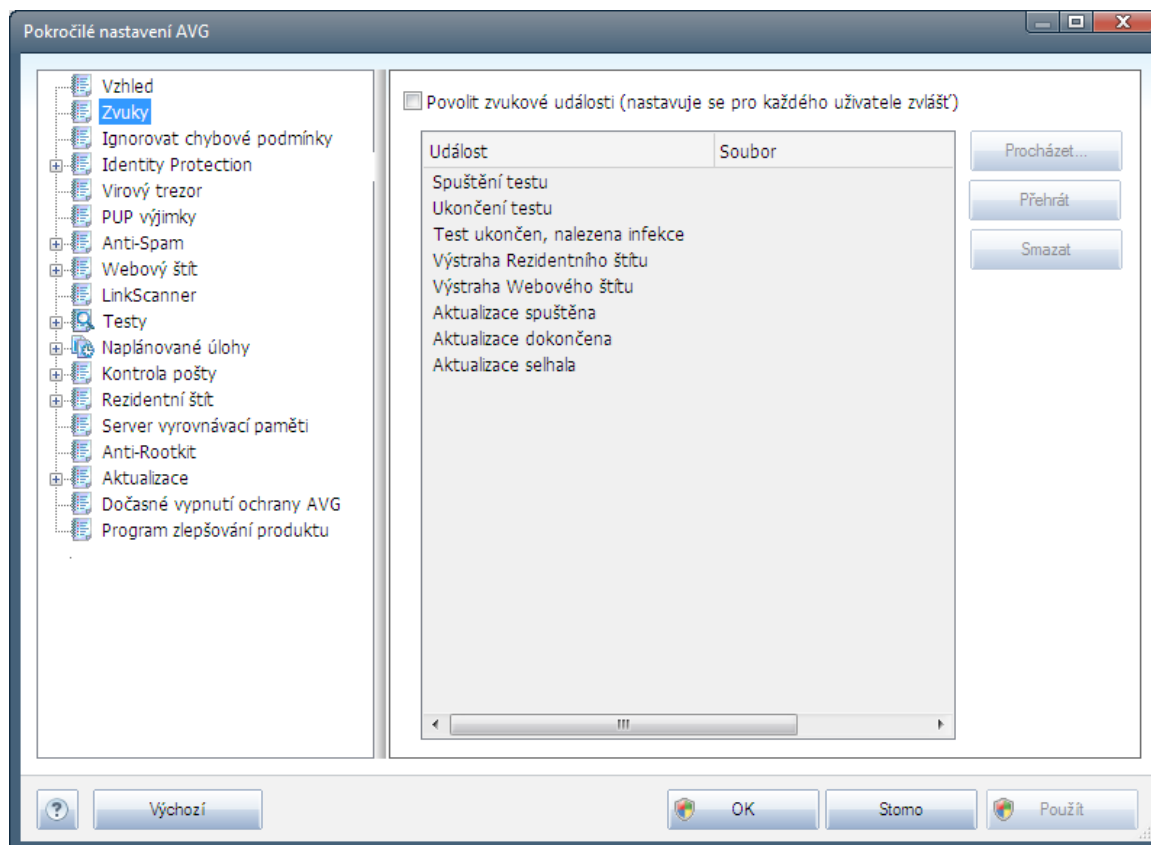 Pokročilé nastavení AVG
Vzhled
Zvuky
Ignorovat chybové podmínky
Identity Protection
Virový trezor
PUP výjimky
Anti-Spam
Webový štít
LinkScanner
Testy
Naplánované úlohy
Kontrola pošty
Rezidentní štít
Server vyrovnávací paměti
Anti-Rootkit
Aktualizace
Dočasné vypnutí ochrany AVG
Program zlepšování produktu
Povolit zvukové události (nastavuje se pro každého uživatele zvlášť)
Událost Soubor
Spuštění testu
Ukončení testu
Test ukončen, nalezena infekce
Výstraha Rezidentního štítu
Výstraha Webového štítu
Aktualizace spuštěna
Aktualizace dokončena
Aktualizace selhala
Procházet...
Přehrát
Smazat
? Výchozí OK Storno Použít